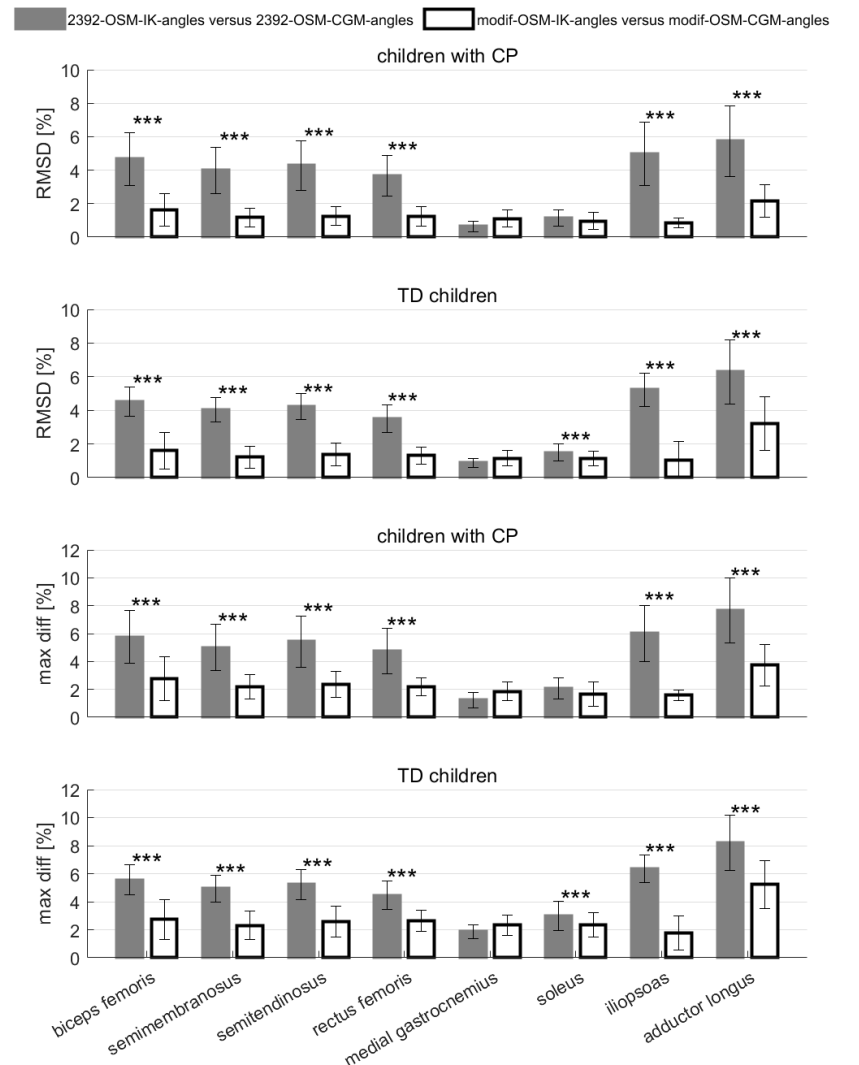 2392-OSM-IK-angles versus 2392-OSM-CGM-angles modif-OSM-IK-angles versus modif-OSM-CGM-angles
children with CP
RMSD [%]
10
8
6
4
2
0
*** *** *** *** *** ***
TD children
RMSD [%]
10
8
6
4
2
0
*** *** *** *** *** *** ***
children with CP
max diff [%]
12
10
8
6
4
2
0
*** *** *** *** *** ***
TD children
max diff [%]
12
10
8
6
4
2
0
*** *** *** *** *** *** ***
biceps femoris
semimembranosus
semitendinosus
rectus femoris
medial gastrocnemius
soleus
iliopsoas
adductor longus